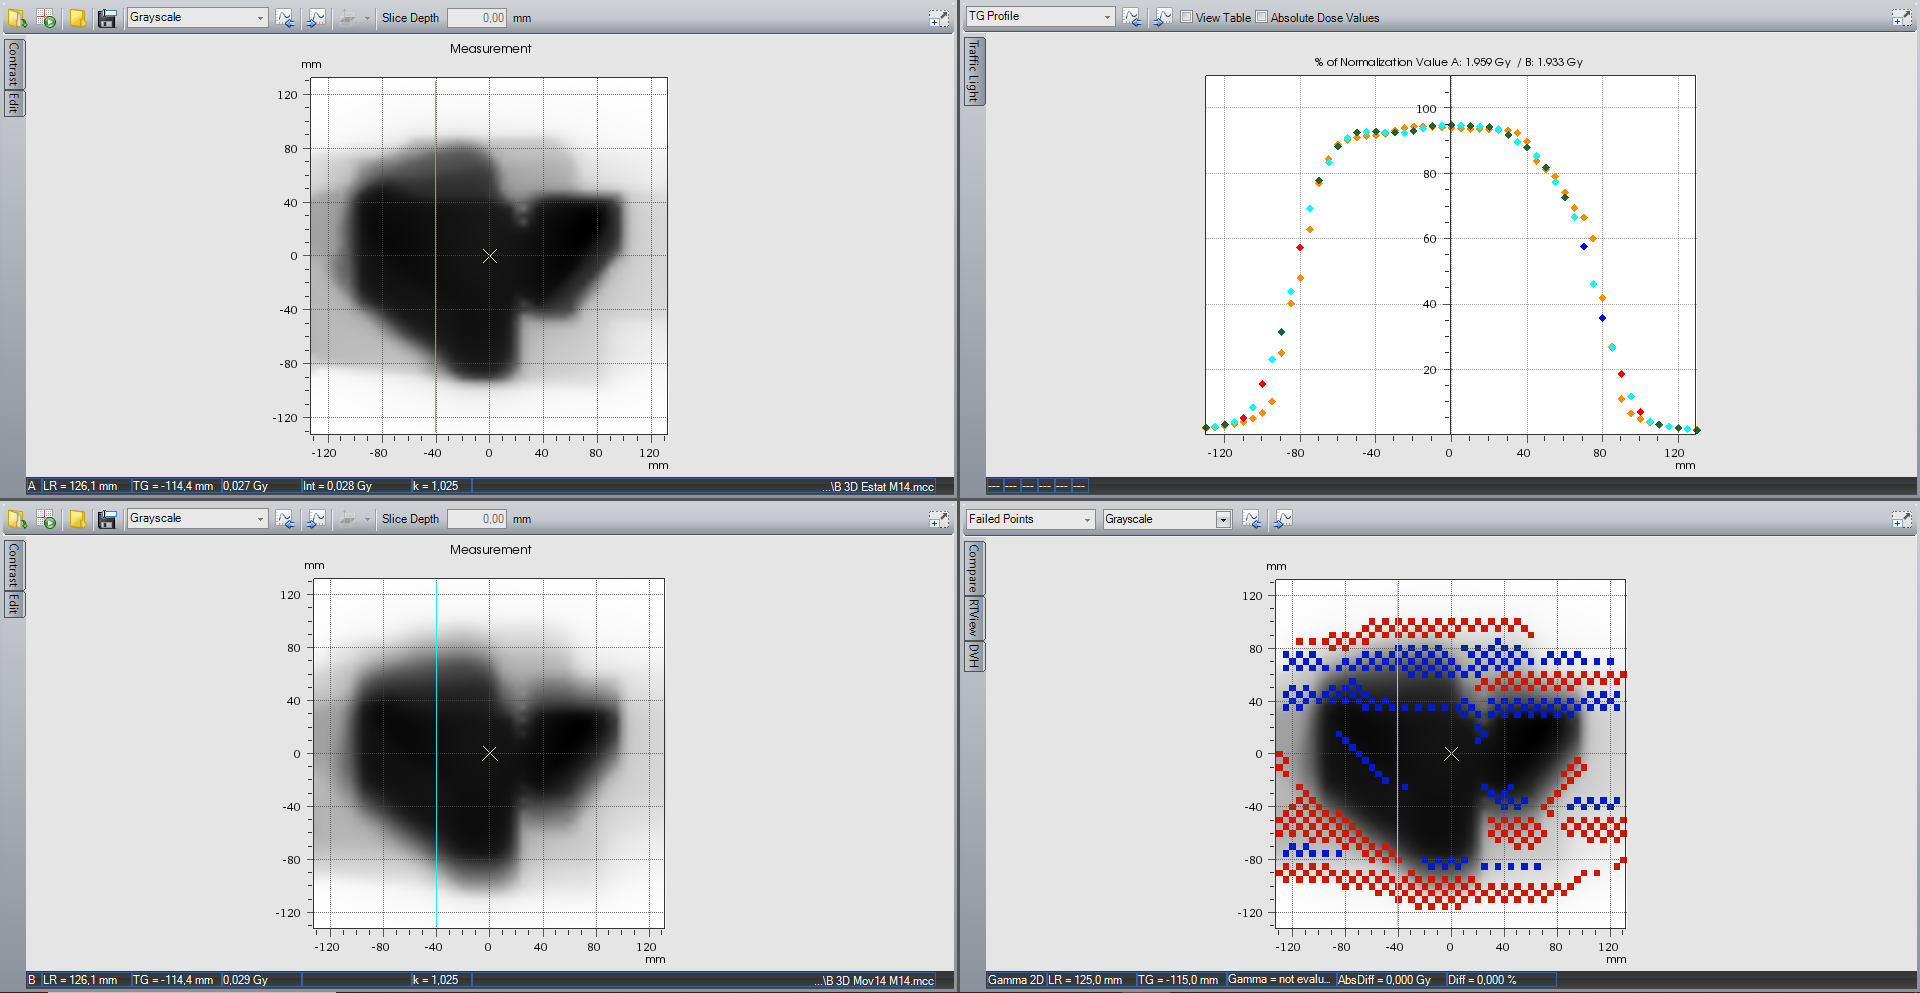 Grayscale
Slice Depth 0,00 mm
Contrast
Edit
Measurement
mm
120
80
40
0
-40
-80
-120
-120 -80 -40 0 40 80 120
mm
A LR = 126,1 mm TG = -114,4 mm 0,027 Gy Int = 0,028 Gy k = 1,025 ...\B 3D Estat M14.mcc
TG Profile View Table Absolute Dose Values
Traffic Light
% of Normalization Value A: 1.959 Gy / B: 1.933 Gy
100
80
60
40
20
-120 -80 -40 0 40 80 120
mm
--- --- --- --- --- ---
Grayscale
Slice Depth 0,00 mm
Contrast
Edit
Measurement
mm
120
80
40
0
-40
-80
-120
-120 -80 -40 0 40 80 120
mm
B LR = 126,1 mm TG = -114,4 mm 0,029 Gy k = 1,025 ...\B 3D Mov14 M14.mcc
Failed Points Grayscale
Compare
RTView
DVH
mm
120
80
40
0
-40
-80
-120
-120 -80 -40 0 40 80 120
mm
Gamma 2D LR = 125,0 mm TG = -115,0 mm Gamma = not evalu... AbsDiff = 0,000 Gy Diff = 0,000 %